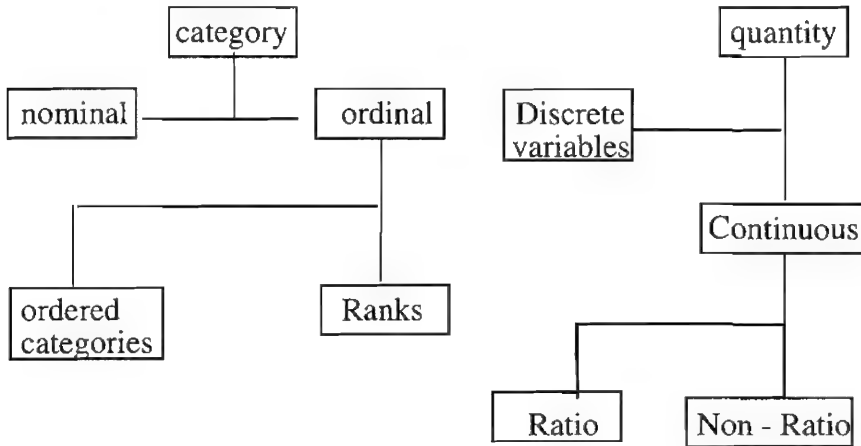 category
nominal
ordinal
ordered
categories
Ranks
quantity
Discrete
variables
Continuous
Ratio
Non - Ratio